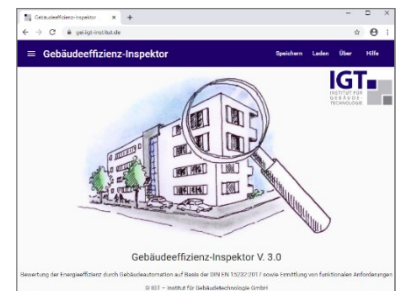 Gebäudeeffizienz-Inspektor
gei.igt-institut.de
Gebäudeeffizienz-Inspektor
Speichern Laden Über Hilfe
IGT
INSTITUT FÜR
GEBÄUDE-
TECHNOLOGIE
Gebäudeeffizienz-Inspektor V. 3.0
Bewertung der Energieeffizienz durch Gebäudeautomation auf Basis der DIN EN 15232:2017 sowie Ermittlung von funktionalen Anforderungen
© IGT – Institut für Gebäudetechnologie GmbH